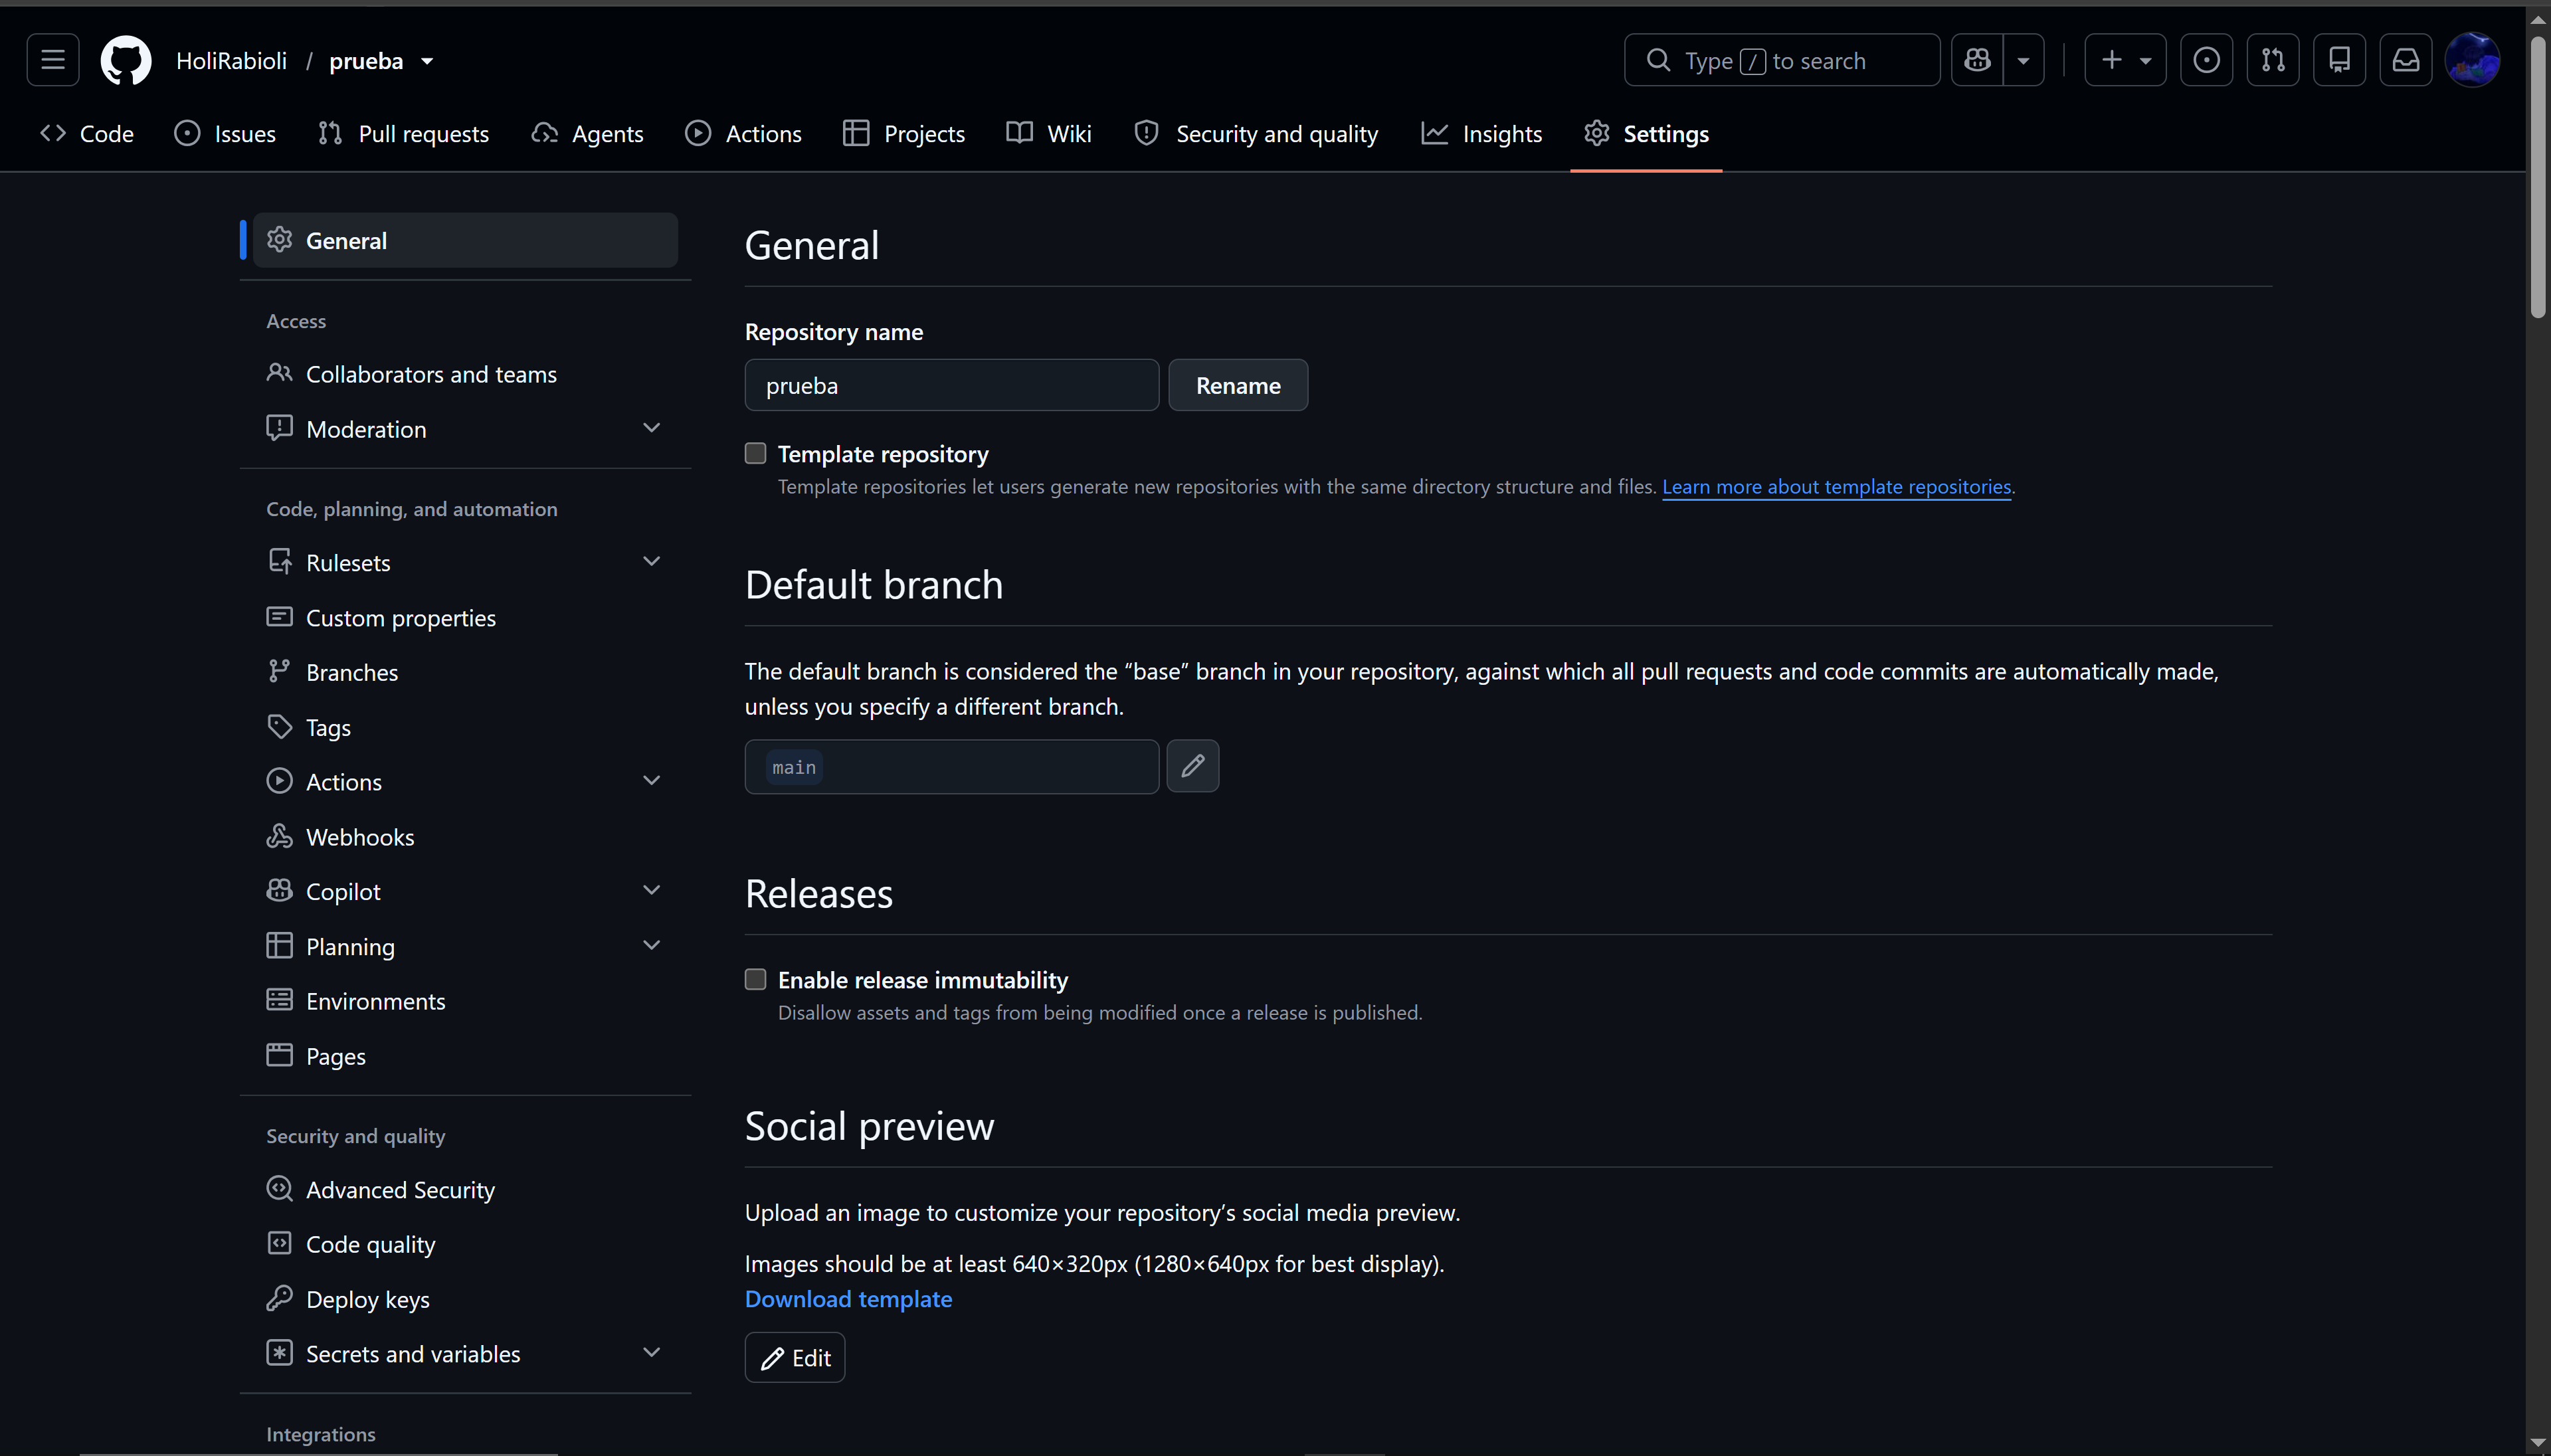 HoliRabioli / prueba
Type / to search
Code
Issues
Pull requests
Agents
Actions
Projects
Wiki
Security and quality
Insights
Settings
General
Access
Collaborators and teams
Moderation
Code, planning, and automation
Rulesets
Custom properties
Branches
Tags
Actions
Webhooks
Copilot
Planning
Environments
Pages
Security and quality
Advanced Security
Code quality
Deploy keys
Secrets and variables
Integrations
General
Repository name
prueba
Rename
Template repository
Template repositories let users generate new repositories with the same directory structure and files. Learn more about template repositories.
Default branch
The default branch is considered the “base” branch in your repository, against which all pull requests and code commits are automatically made,
unless you specify a different branch.
main
Releases
Enable release immutability
Disallow assets and tags from being modified once a release is published.
Social preview
Upload an image to customize your repository’s social media preview.
Images should be at least 640×320px (1280×640px for best display).
Download template
Edit